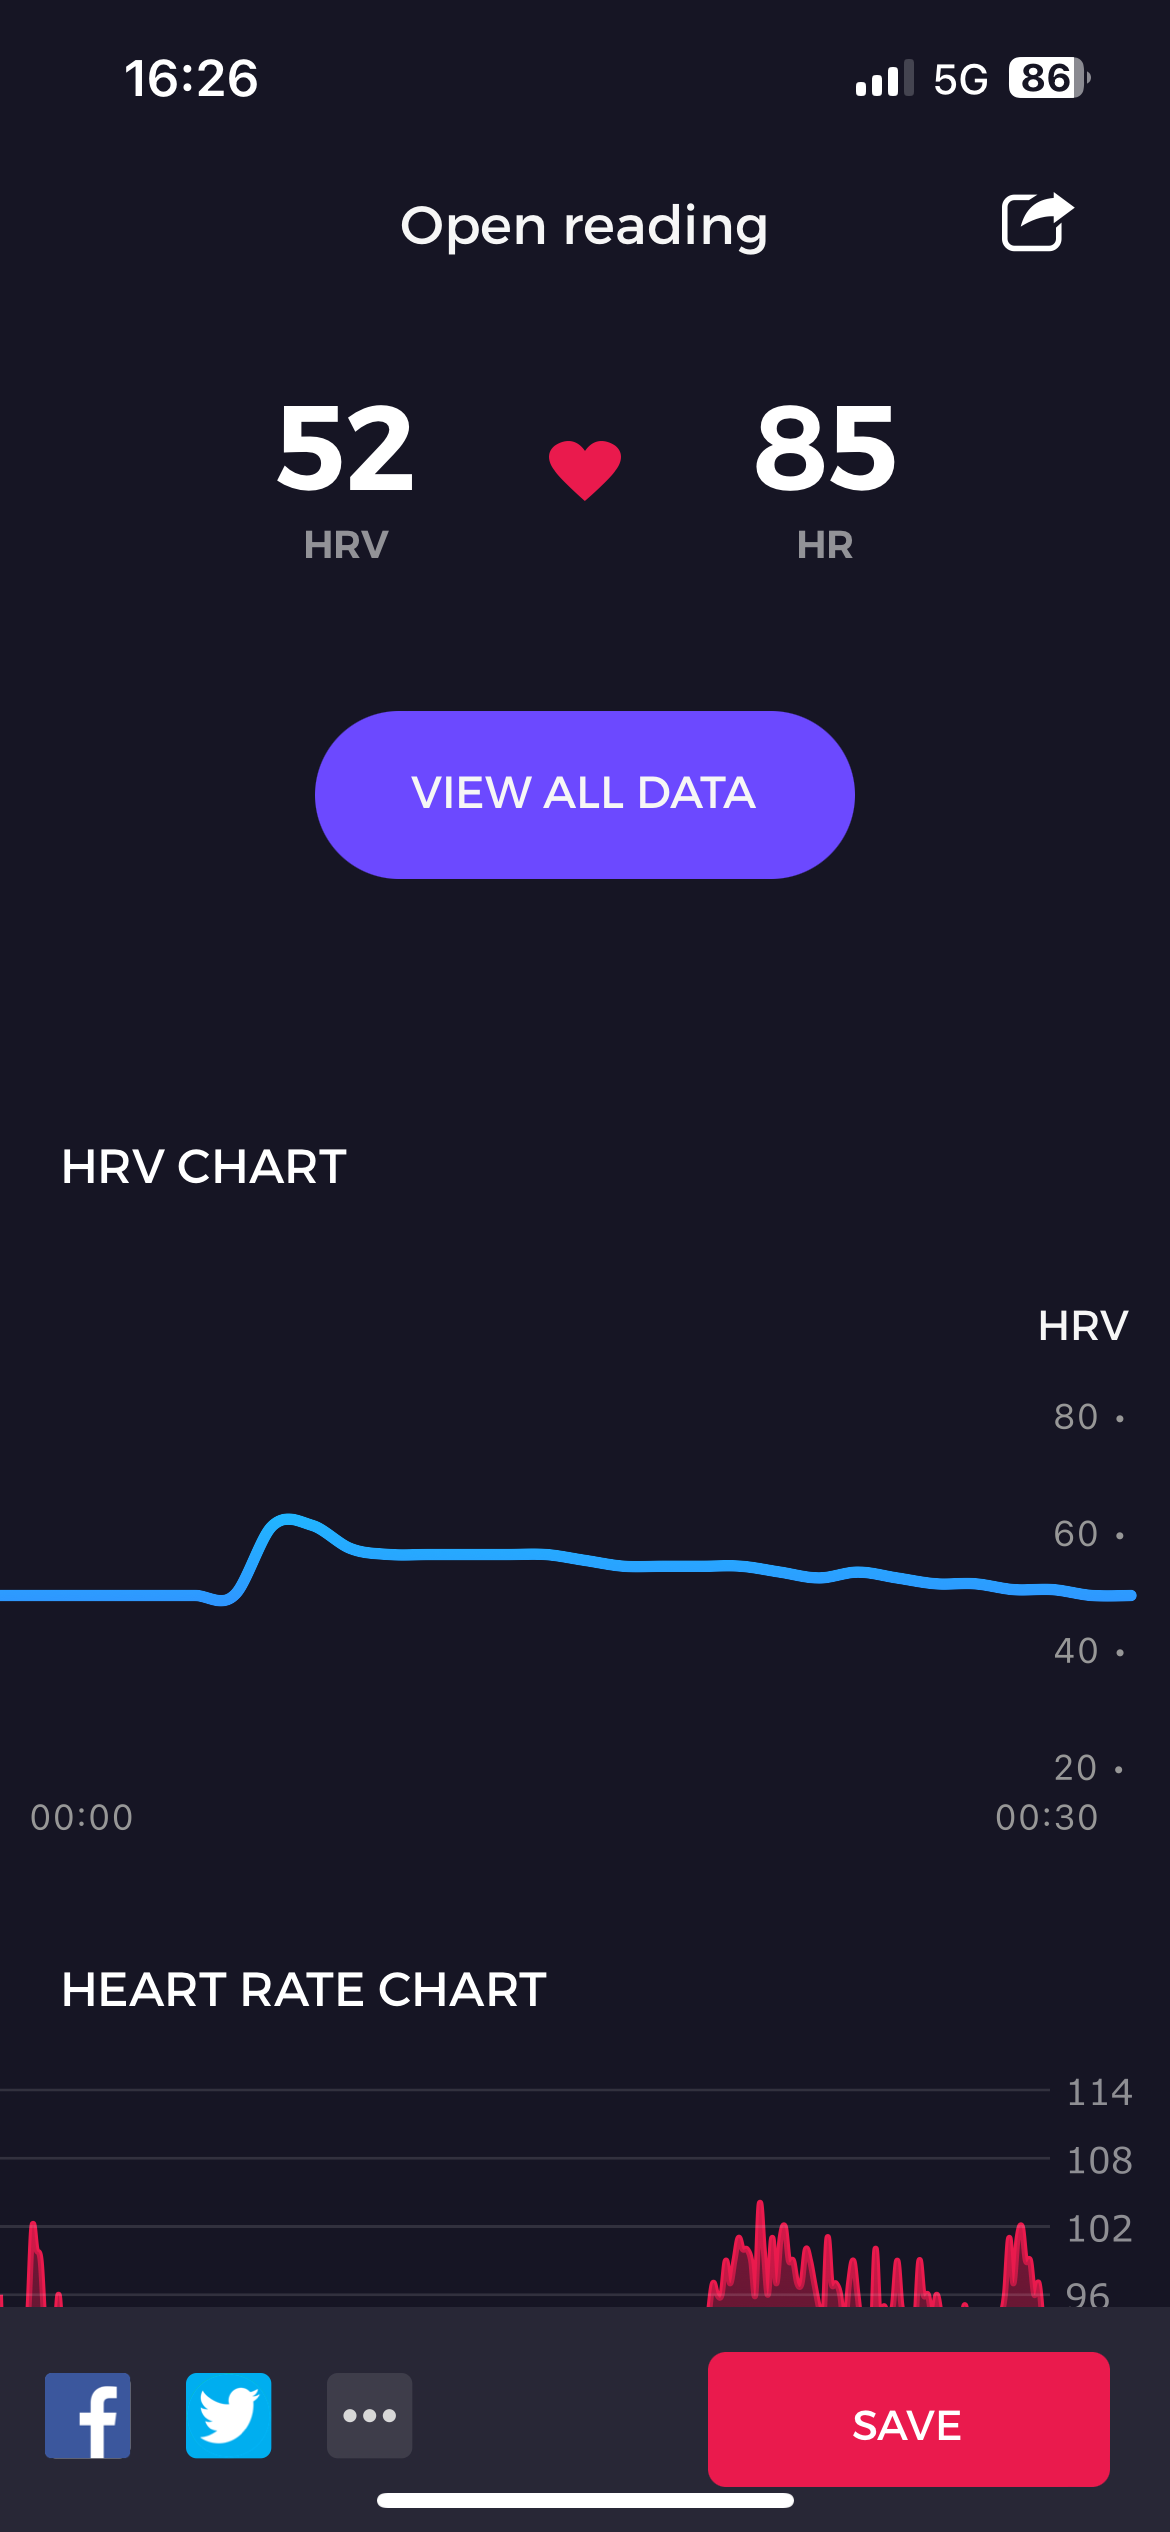 16:26 5G 86
Open reading
52 85
HRV HR
VIEW ALL DATA
HRV CHART
HRV
80
60
40
20
00:00 00:30
HEART RATE CHART
114
108
102
96
SAVE